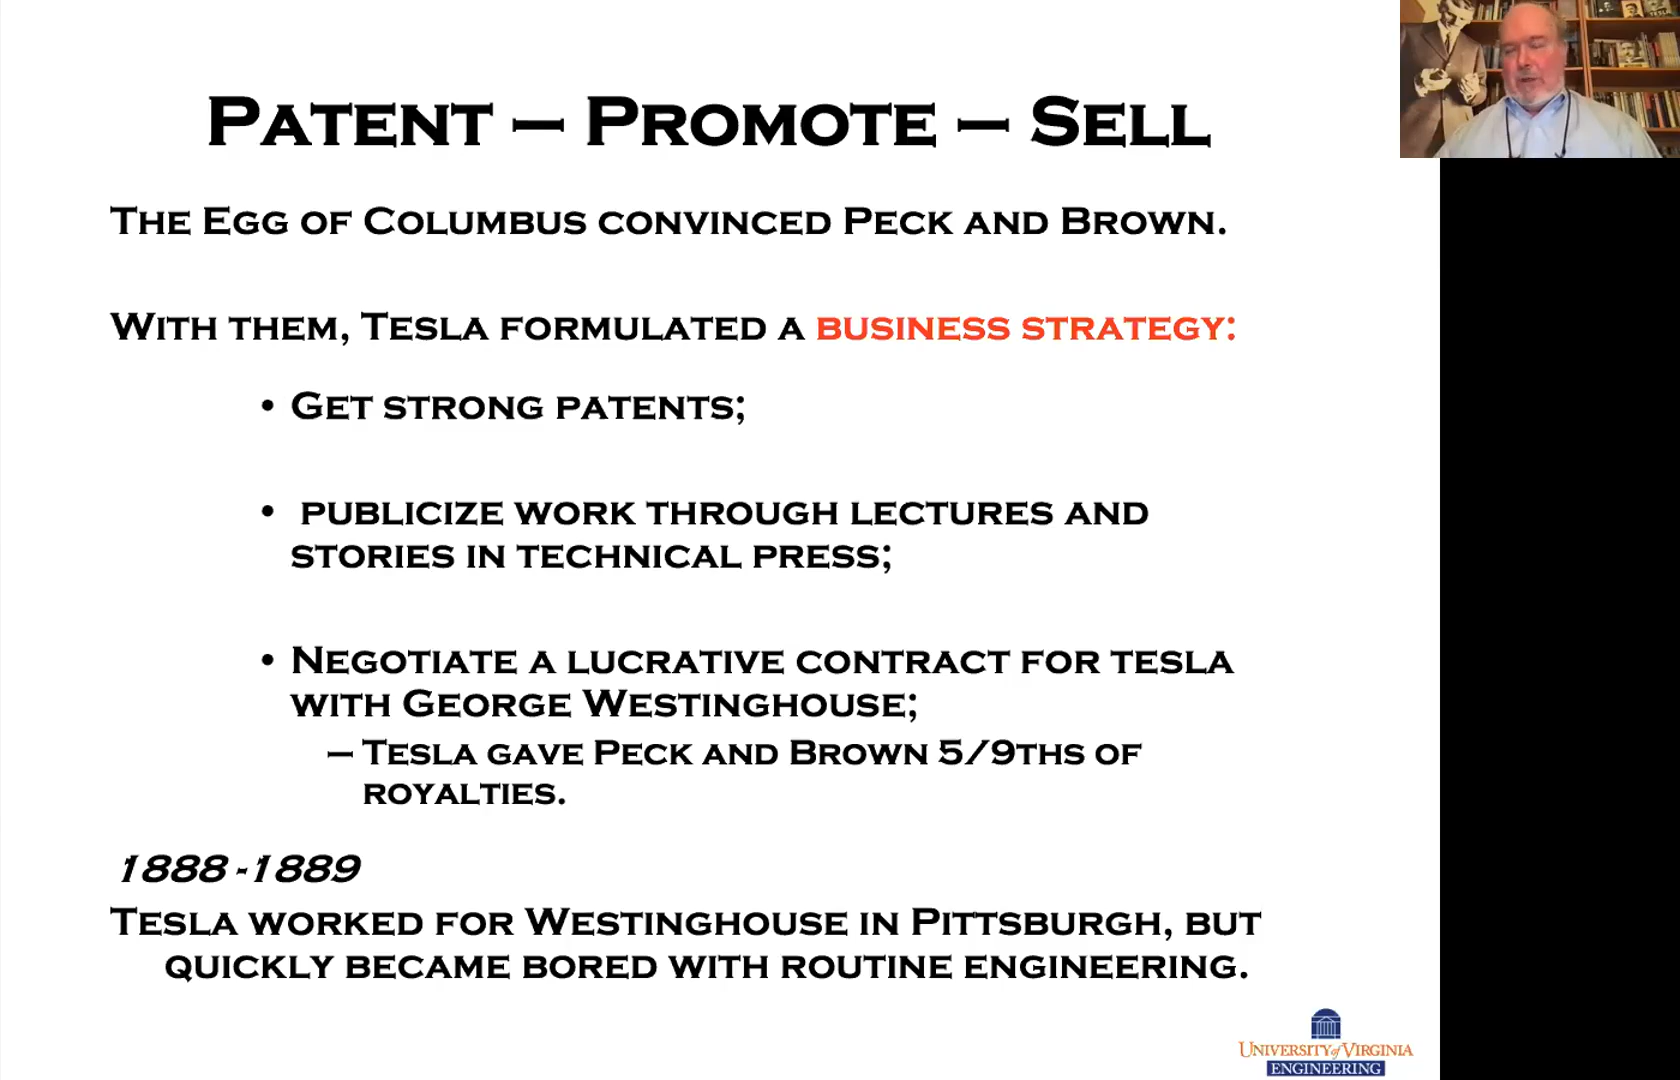 PATENT – PROMOTE – SELL
THE EGG OF COLUMBUS CONVINCED PECK AND BROWN.
WITH THEM, TESLA FORMULATED A BUSINESS STRATEGY:
• GET STRONG PATENTS;
• PUBLICIZE WORK THROUGH LECTURES AND
STORIES IN TECHNICAL PRESS;
• NEGOTIATE A LUCRATIVE CONTRACT FOR TESLA
WITH GEORGE WESTINGHOUSE;
– TESLA GAVE PECK AND BROWN 5/9THS OF
ROYALTIES.
1888 - 1889
TESLA WORKED FOR WESTINGHOUSE IN PITTSBURGH, BUT
QUICKLY BECAME BORED WITH ROUTINE ENGINEERING.
UNIVERSITY of VIRGINIA
ENGINEERING
TESLA